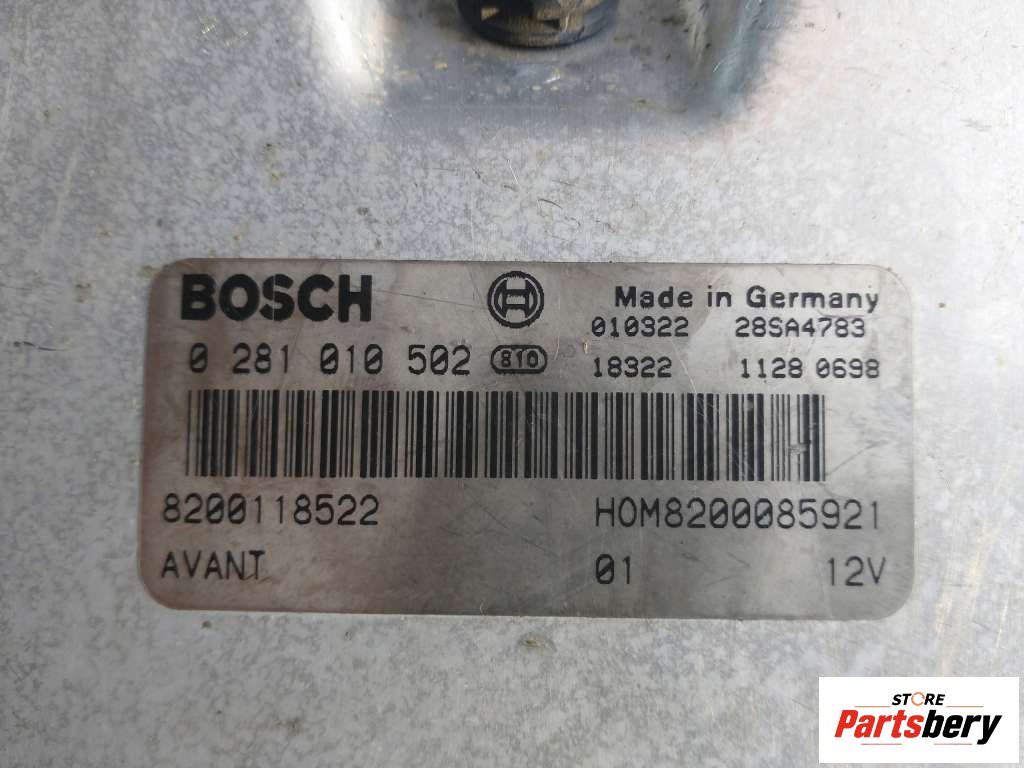 BOSCH
Made in Germany
010322 28SA4783
0 281 010 502 810 18322 1128 0698
8200118522 HOM8200085921
AVANT 01 12V
STORE
Partsbery